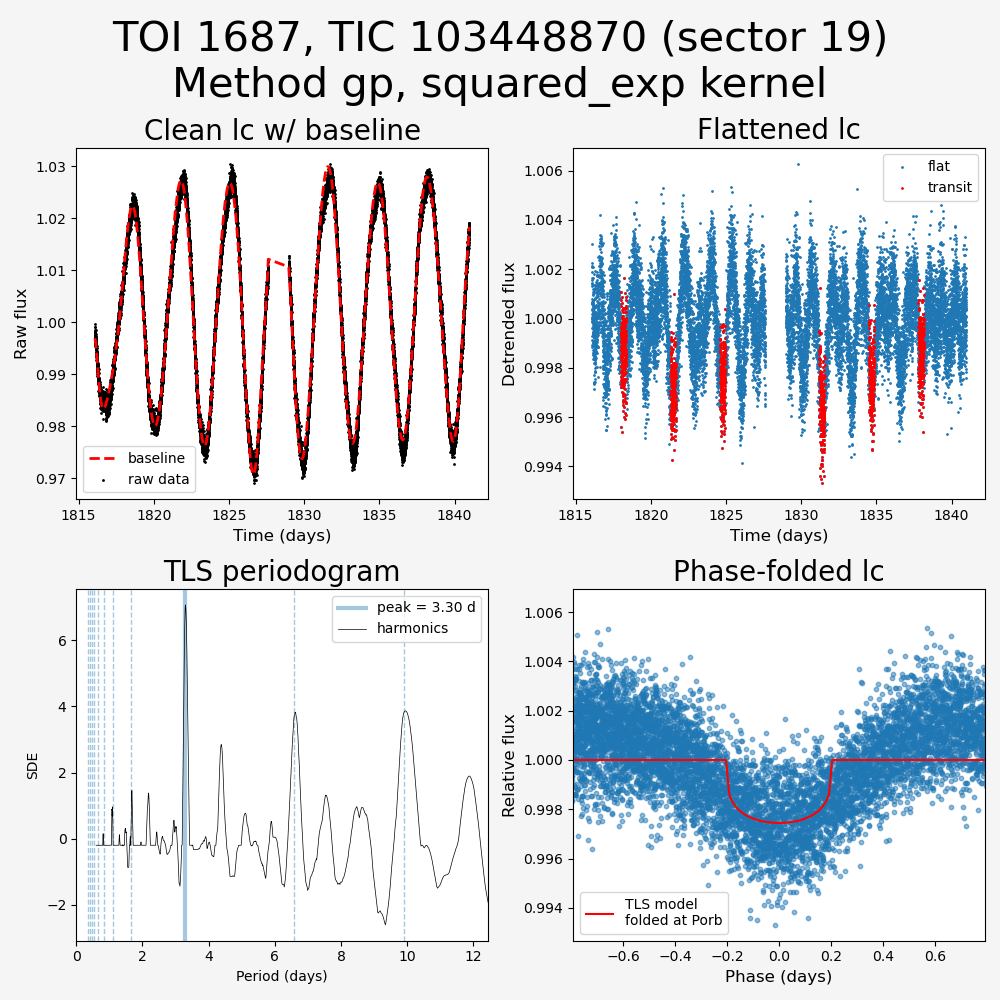 TOI 1687, TIC 103448870 (sector 19)
Method gp, squared_exp kernel
Clean lc w/ baseline
Raw flux
1.03
1.02
1.01
1.00
0.99
0.98
0.97
baseline
raw data
1815 1820 1825 1830 1835 1840
Time (days)
Flattened lc
Detrended flux
1.006
1.004
1.002
1.000
0.998
0.996
0.994
flat
transit
1815 1820 1825 1830 1835 1840
Time (days)
TLS periodogram
SDE
6
4
2
0
−2
peak = 3.30 d
harmonics
0 2 4 6 8 10 12
Period (days)
Phase-folded lc
Relative flux
1.006
1.004
1.002
1.000
0.998
0.996
0.994
TLS model
folded at Porb
−0.6 −0.4 −0.2 0.0 0.2 0.4 0.6
Phase (days)